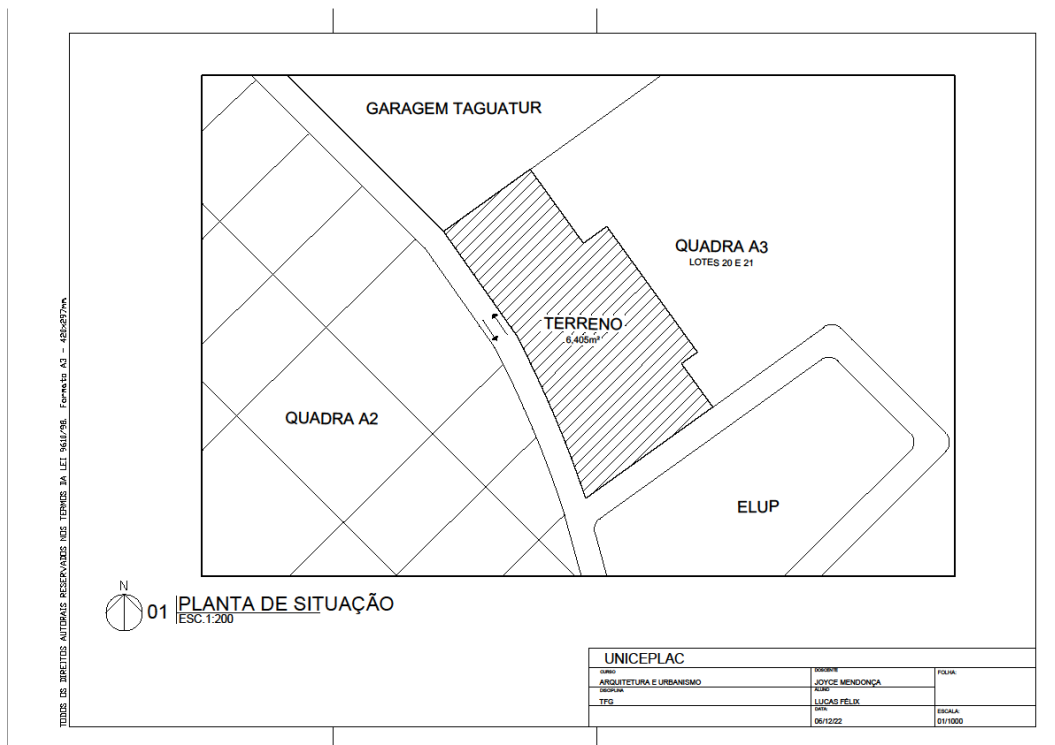 GARAGEM TAGUATUR
QUADRA A3
LOTES 20 E 21
TERRENO
6,405m²
QUADRA A2
ELUP
N
01 PLANTA DE SITUAÇÃO
ESC.1:200
TODOS OS DIREITOS AUTORAIS RESERVADOS NOS TERMOS DA LEI 9610/98. Formato A3 - 420x297mm.
UNICEPLAC
CURSO
ARQUITETURA E URBANISMO
DISCIPLINA
TFG
DOSCENTE
JOYCE MENDONÇA
ALUNO
LUCAS FÉLIX
DATA:
06/12/22
FOLHA:
ESCALA:
01/1000